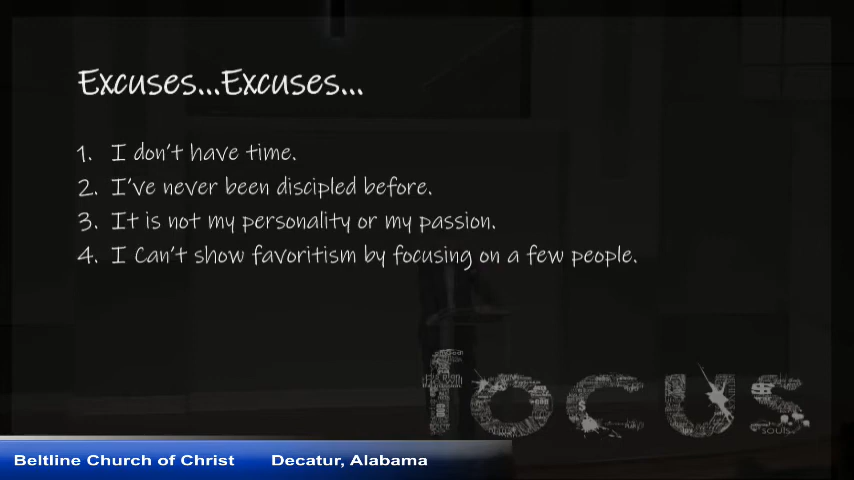 Excuses...Excuses...
1. I don't have time.
2. I've never been discipled before.
3. It is not my personality or my passion.
4. I Can't show favoritism by focusing on a few people.
focus
SOULS
Beltline Church of Christ Decatur, Alabama